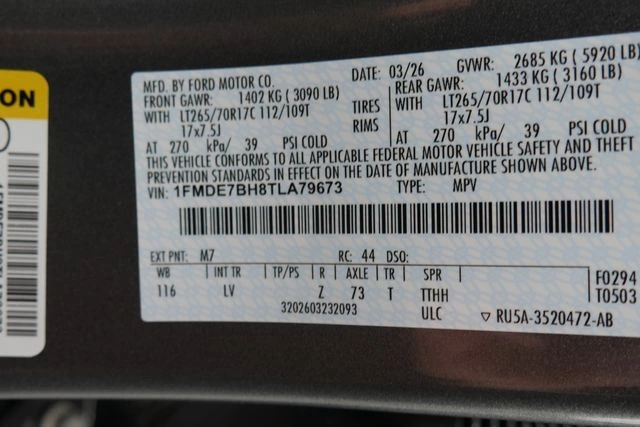 ON
MFD. BY FORD MOTOR CO. DATE: 03/26 GVWR: 2685 KG ( 5920 LB)
FRONT GAWR: 1402 KG ( 3090 LB) REAR GAWR: 1433 KG ( 3160 LB)
WITH LT265/70R17C 112/109T TIRES WITH LT265/70R17C 112/109T
17x7.5J RIMS 17x7.5J
AT 270 kPa/ 39 PSI COLD AT 270 kPa/ 39 PSI COLD
THIS VEHICLE CONFORMS TO ALL APPLICABLE FEDERAL MOTOR VEHICLE SAFETY AND THEFT
PREVENTION STANDARDS IN EFFECT ON THE DATE OF MANUFACTURE SHOWN ABOVE.
VIN: 1FMDE7BH8TLA79673 TYPE: MPV
EXT PNT: M7 RC: 44 DSO:
WB INT TR TP/PS R AXLE TR SPR
116 LV Z 73 T TTHH
3202603232093 ULC
F0294
T0503
▽ RU5A-3520472-AB